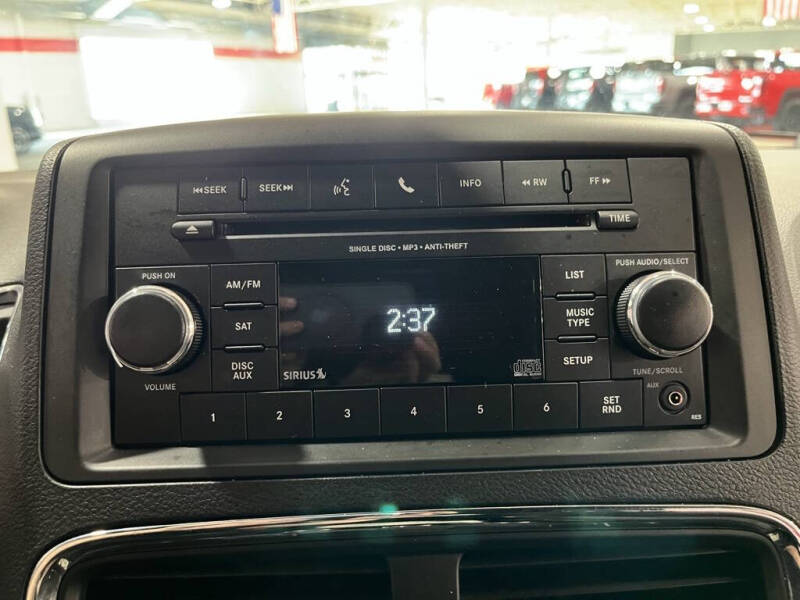 SEEK SEEK INFO RW FF
TIME
SINGLE DISC • MP3 • ANTI-THEFT
PUSH ON
AM/FM
SAT
DISC
AUX
VOLUME
2:37
SIRIUS
disc
LIST
MUSIC
TYPE
SETUP
PUSH AUDIO/SELECT
TUNE/SCROLL
AUX
RES
1 2 3 4 5 6
SET
RND